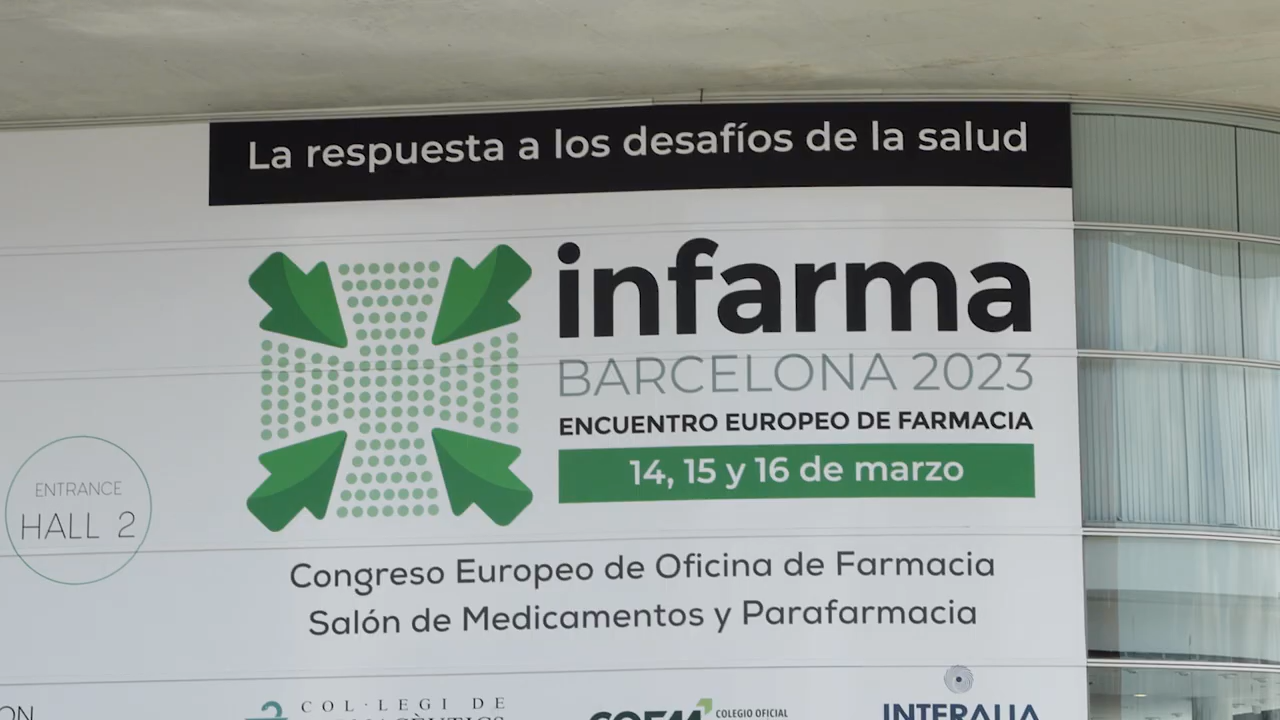 La respuesta a los desafíos de la salud
infarma
BARCELONA 2023
ENCUENTRO EUROPEO DE FARMACIA
14, 15 y 16 de marzo
ENTRANCE
HALL 2
Congreso Europeo de Oficina de Farmacia
Salón de Medicamentos y Parafarmacia
COL·LEGI DE
COLEGIO OFICIAL
INTERALIA